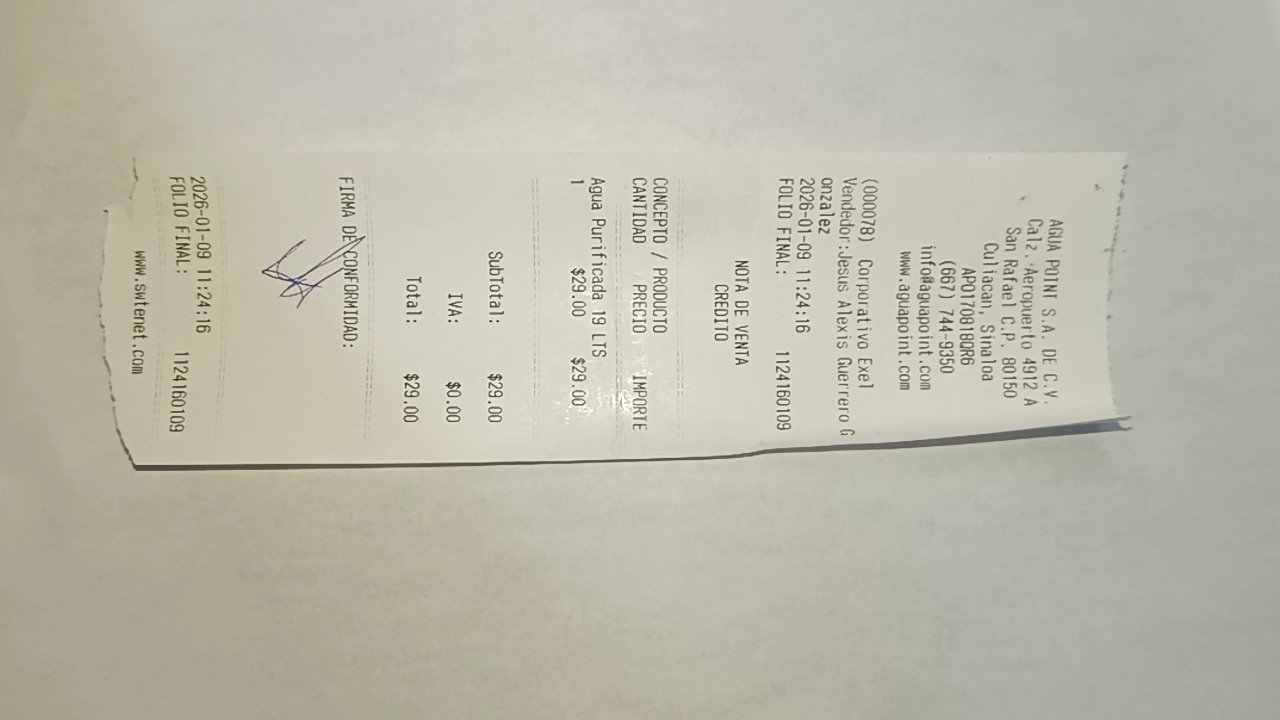 AGUA POINT S.A. DE C.V.
Calz. Aeropuerto 4912 A
San Rafael C.P. 80150
Culiacan, Sinaloa
APO170818QR6
(667) 744-9350
info@aguapoint.com
www.aguapoint.com
(000078) Corporativo Exel
Vendedor:Jesus Alexis Guerrero G
onzalez
2026-01-09 11:24:16
FOLIO FINAL: 1124160109
NOTA DE VENTA
CREDITO
CONCEPTO / PRODUCTO
CANTIDAD PRECIO IMPORTE
Agua Purificada 19 LTS
1 $29.00 $29.00
SubTotal: $29.00
IVA: $0.00
Total: $29.00
FIRMA DE CONFORMIDAD:
2026-01-09 11:24:16
FOLIO FINAL: 1124160109
www.swtenet.com